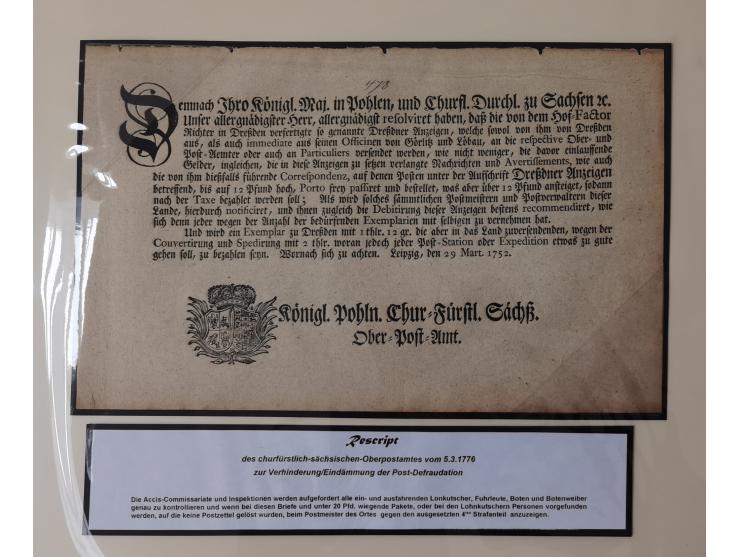 478
Demnach Ihro Königl. Maj. in Pohlen, und Churfl. Durchl. zu Sachsen ꝛc.
Unser allergnädigster Herr, allergnädigst resolviret haben, daß die von dem Hof-Factor
Richter in Dreßden verfertigte so genannte Dreßdner Anzeigen, welche sowol von ihm von Dreßden
aus, als auch immediate aus seinen Officinen von Görlitz und Löbau, an die respective Ober- und
Post-Aemter oder auch an Particuliers versendet werden, wie nicht weniger, die davor einlauffende
Gelder, ingleichen, die in diese Anzeigen zu setzen verlangte Nachrichten und Avertissements, wie auch
die von ihm dießfalls führende Correspondenz, auf denen Posten unter der Aufschrifft Dreßdner Anzeigen
betreffend, bis auf 12 Pfund hoch, Porto frey passiret und bestellet, was aber über 12 Pfund ansteiget, sodann
nach der Taxe bezahlet werden soll; Als wird solches sämmtlichen Postmeistern und Postverwaltern dieser
Lande, hierdurch notificiret, und ihnen zugleich die Debitirung dieser Anzeigen bestens recommendiret, wie
sich denn jeder wegen der Anzahl der bedürfenden Exemplarien mit selbigen zu vernehmen hat.
Und wird ein Exemplar zu Dreßden mit 1 thlr. 12 gr. die aber in das Land zuversendenden, wegen der
Couvertirung und Spedirung mit 2 thlr. woran jedoch jeder Post-Station oder Expedition etwas zu gute
gehen soll, zu bezahlen seyn. Wornach sich zu achten. Leipzig, den 29 Mart. 1752.
Königl. Pohln. Chur-Fürstl. Sächß.
Ober-Post-Amt.
Rescript
des churfürstlich-sächsischen-Oberpostamtes vom 5.3.1776
zur Verhinderung/Eindämmung der Post-Defraudation
Die Accis-Commissariate und Inspektionen werden aufgefordert alle ein- und ausfahrenden Lonkutscher, Fuhrleute, Boten und Botenweiber
genau zu kontrollieren und wenn bei diesen Briefe und unter 20 Pfd. wiegende Pakete, oder bei den Lohnkutschern Personen vorgefunden
werden, auf die keine Postzettel gelöst wurden, beim Postmeister des Ortes gegen den ausgesetzten 4ten Strafanteil anzuzeigen.